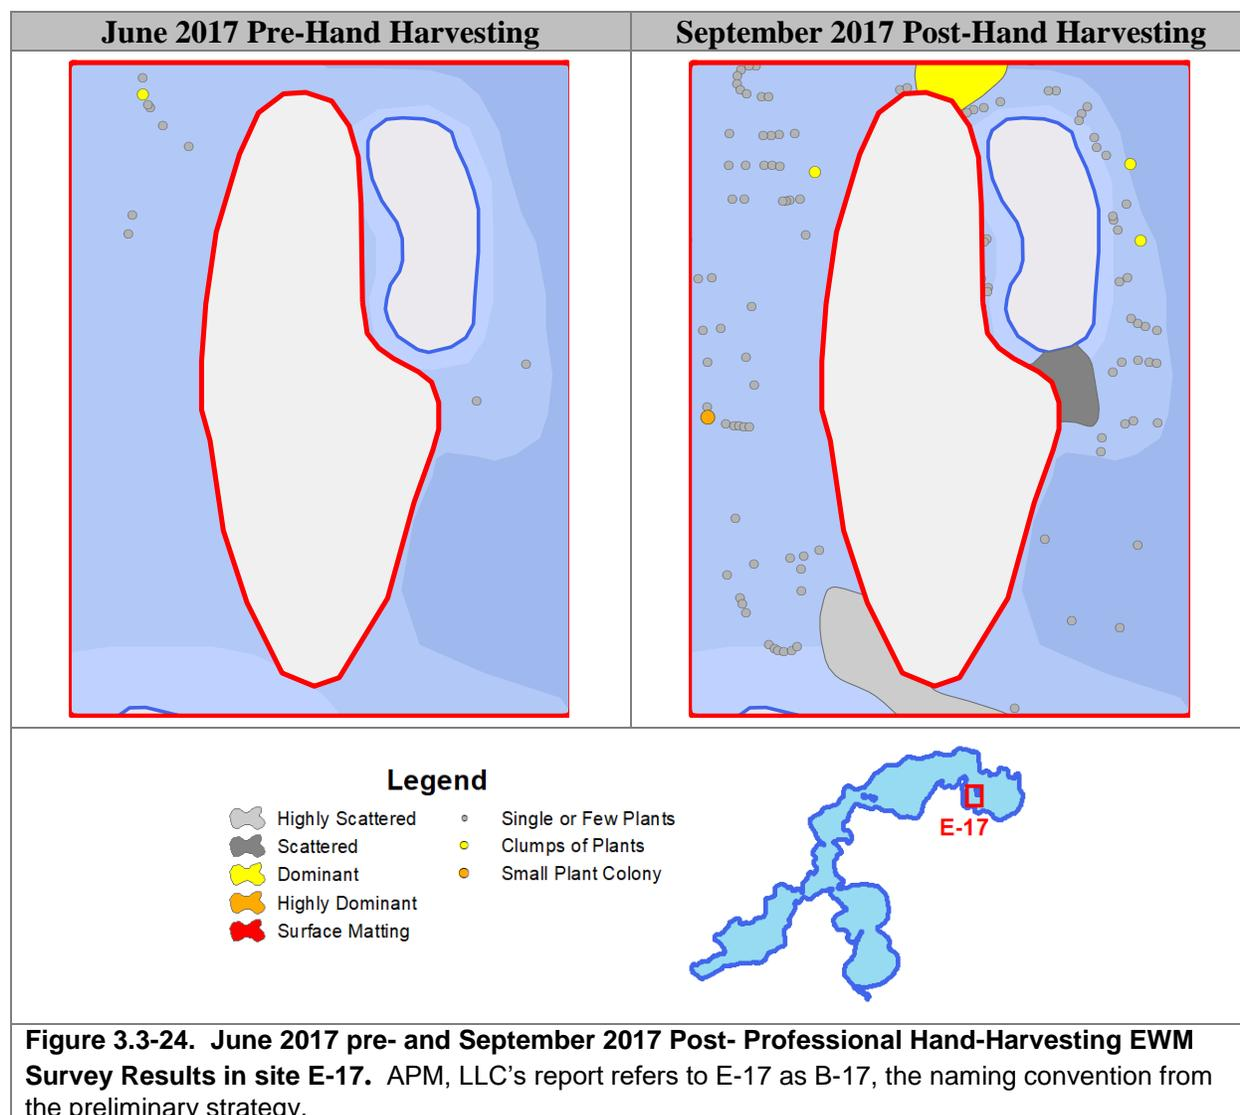 June 2017 Pre-Hand Harvesting
September 2017 Post-Hand Harvesting
Legend
Highly Scattered
Scattered
Dominant
Highly Dominant
Surface Matting
Single or Few Plants
Clumps of Plants
Small Plant Colony
E-17
Figure 3.3-24. June 2017 pre- and September 2017 Post- Professional Hand-Harvesting EWM
Survey Results in site E-17. APM, LLC's report refers to E-17 as B-17, the naming convention from
the preliminary strategy.